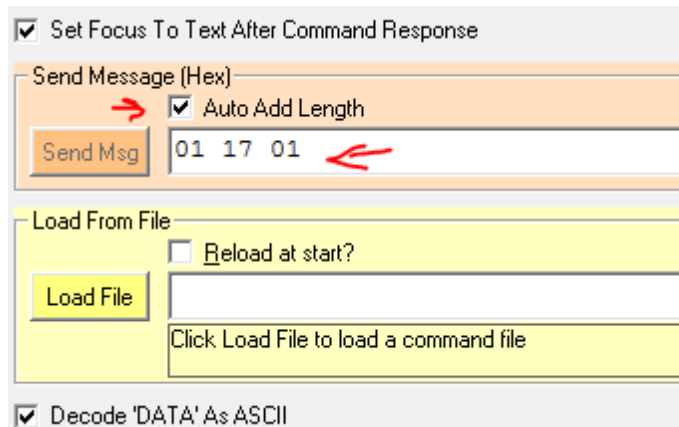 Set Focus To Text After Command Response
Send Message (Hex)
Auto Add Length
Send Msg
01 17 01
Load From File
Reload at start?
Load File
Click Load File to load a command file
Decode 'DATA' As ASCII